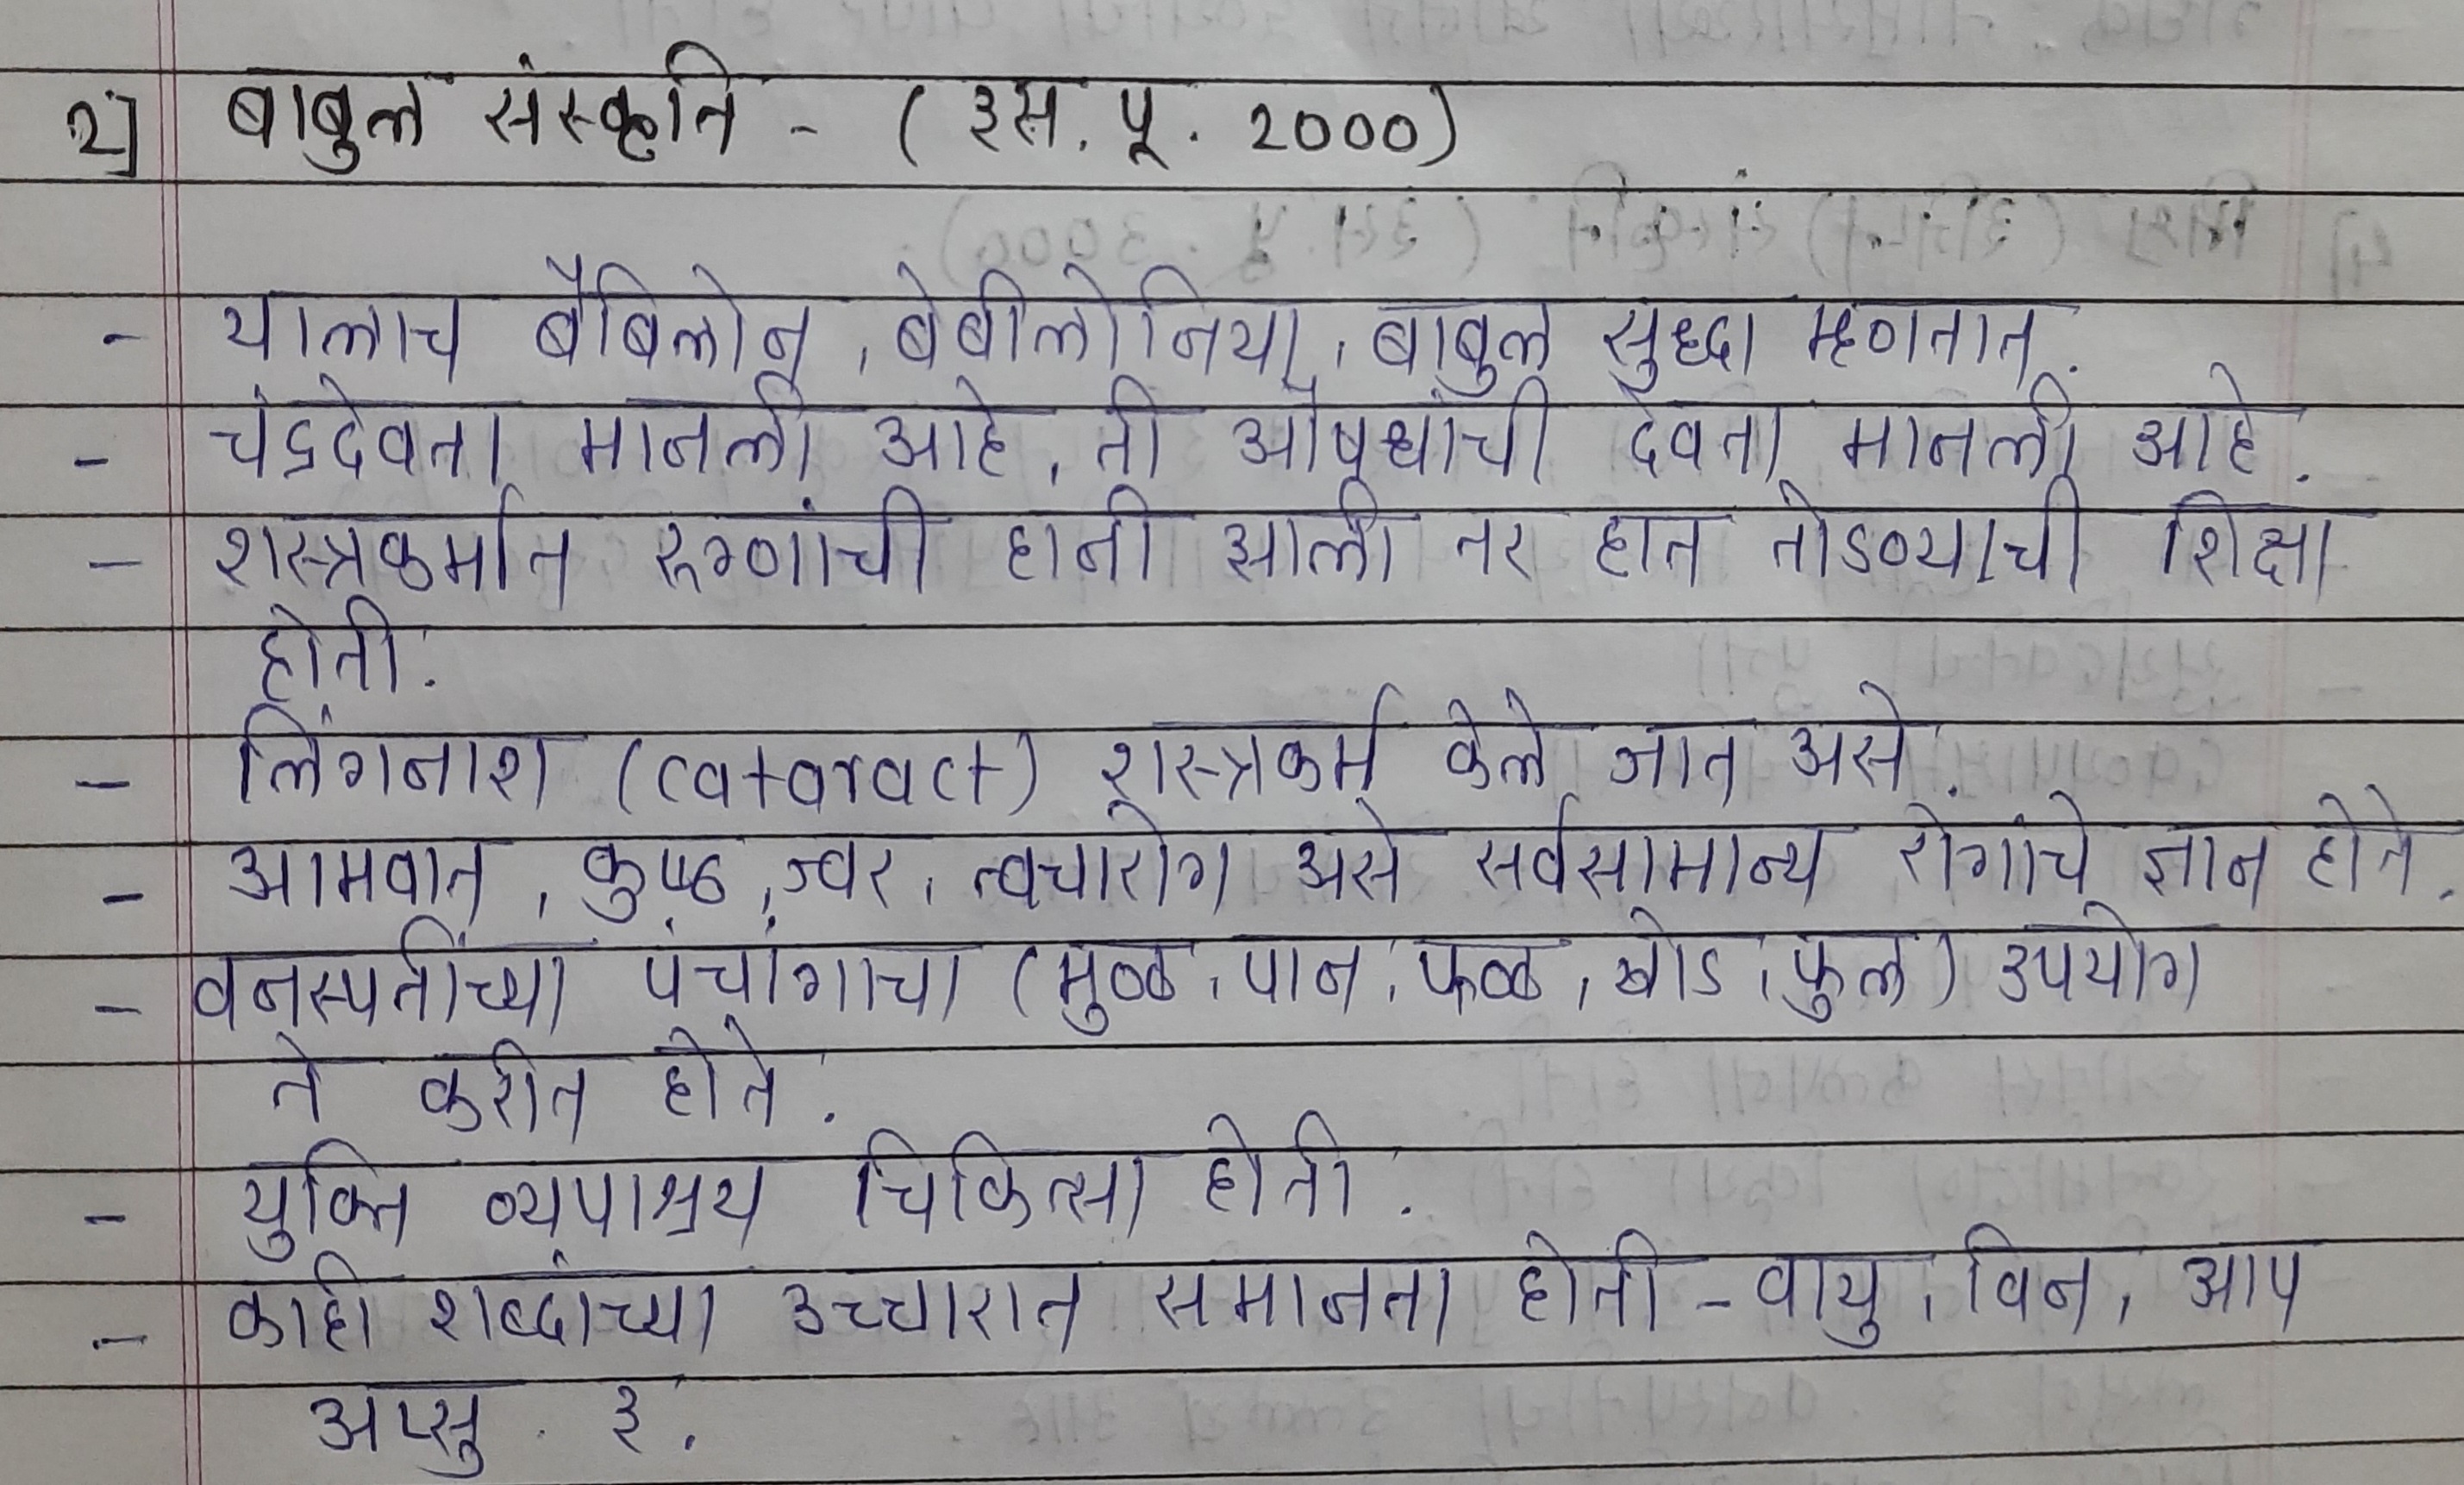 २] बाबुल संस्कृति - (इस. पू. 2000)
- यालाच बॅबिलोन, बेबीलोनिया, बाबुल सुध्दा म्हणतात.
- चंद्रदेवता मानली आहे, ती औषधांची देवता मानली आहे.
- शस्त्रकर्मात रुग्णांची हानी झाली तर हात तोडण्याची शिक्षा
होती.
- लिंगनाश (cataract) शस्त्रकर्म केले जात असे.
- आमवात, कुष्ठ, ज्वर, त्वचारोग असे सर्वसामान्य रोगांचे ज्ञान होते.
- वनस्पतींच्या पंचांगाचा (मुळ, पान, फळ, खोड, फुल) उपयोग
ते करीत होते.
- युक्ति व्यपाश्रय चिकित्सा होती.
- काही शब्दांच्या उच्चारात समानता होती - वायु, विन, आप
अप्सु. इ.